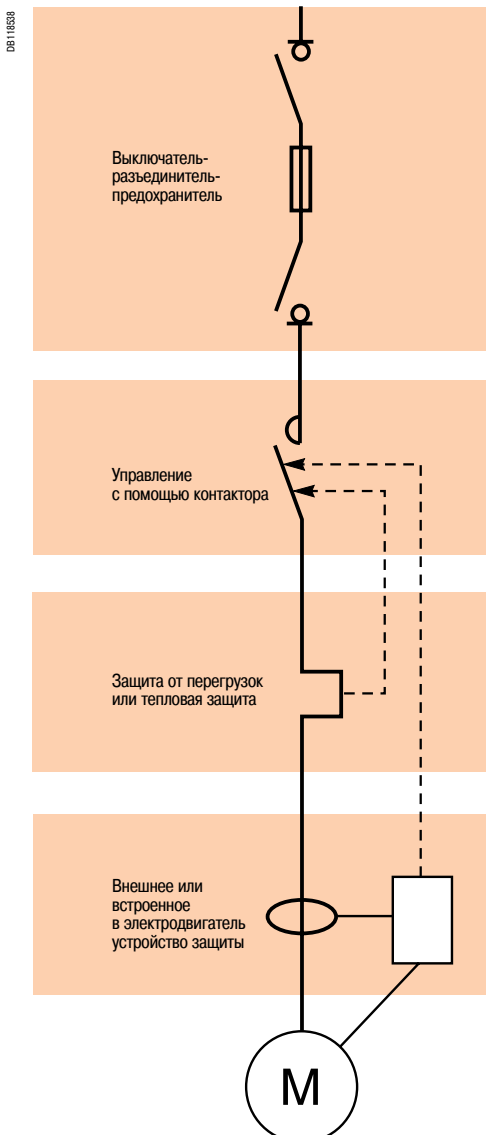 DB118538
Выключатель-
разъединитель-
предохранитель
Управление
с помощью контактора
Защита от перегрузок
или тепловая защита
Внешнее или
встроенное
в электродвигатель
устройство защиты
M